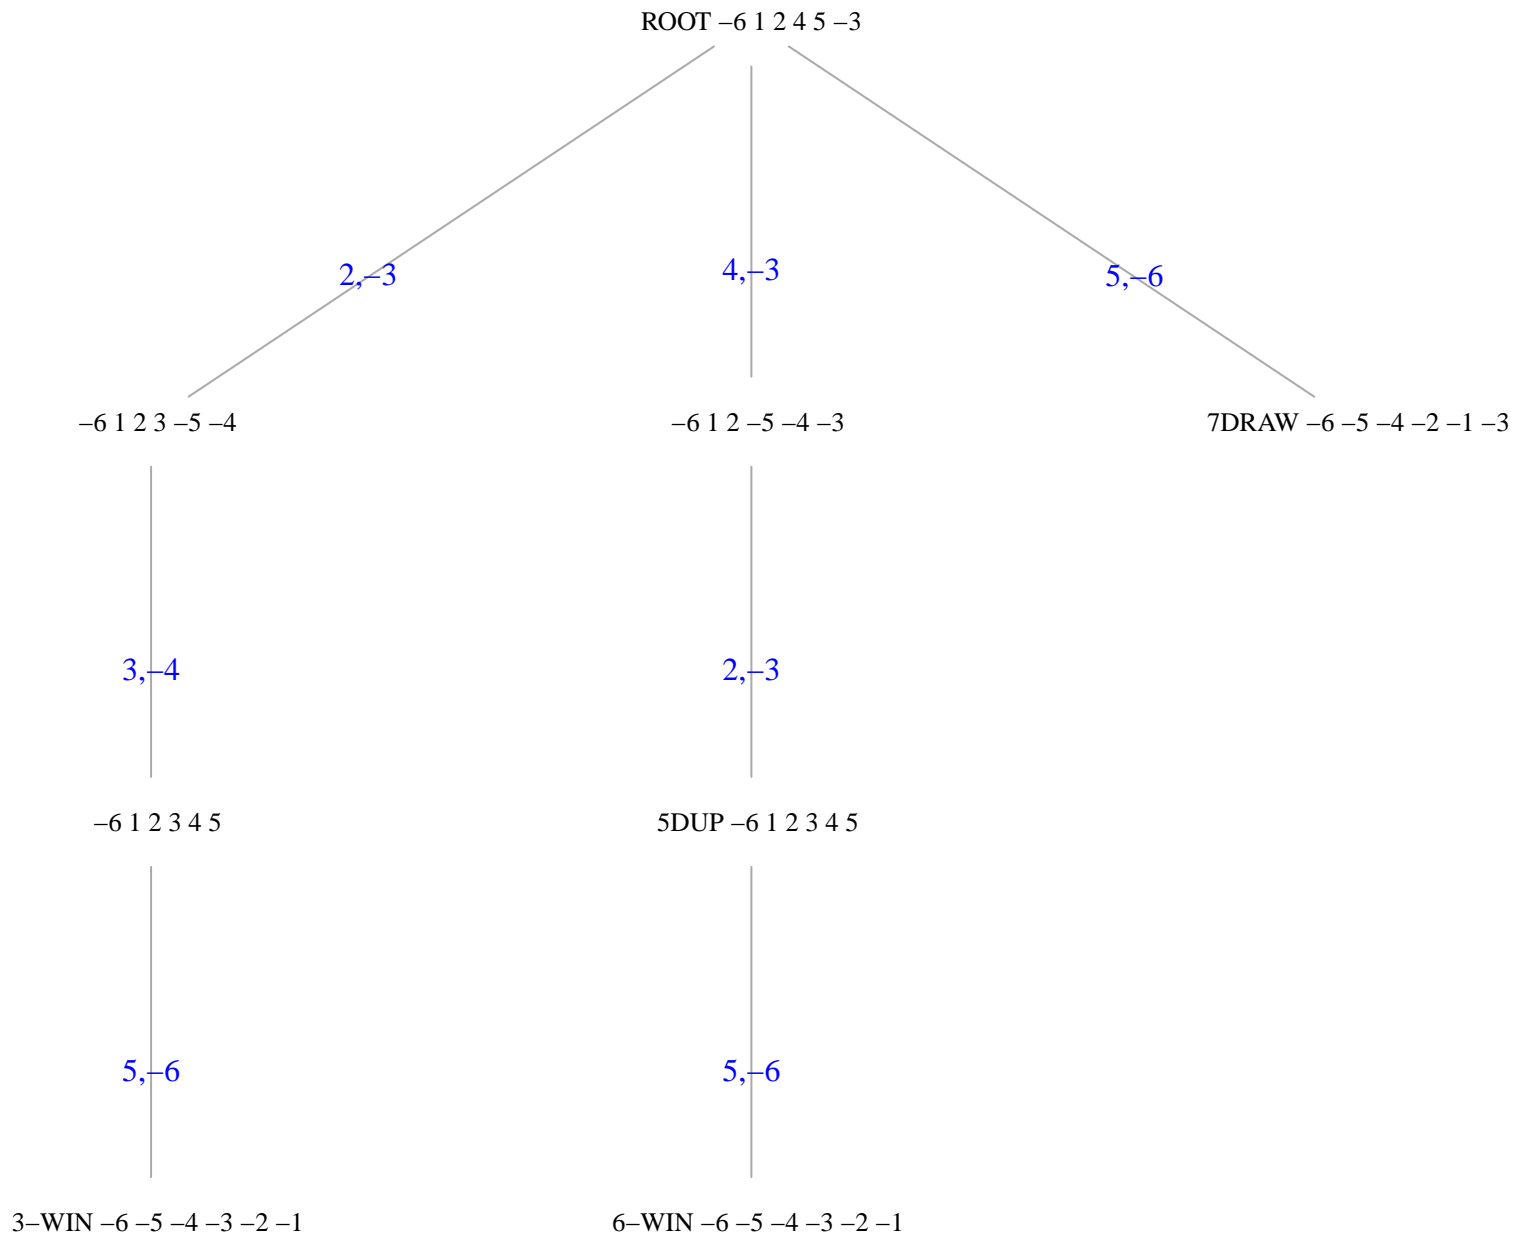 ROOT –6 1 2 4 5 –3
2,–3
4,–3
5,–6
–6 1 2 3 –5 –4
–6 1 2 –5 –4 –3
7DRAW –6 –5 –4 –2 –1 –3
3,–4
2,–3
–6 1 2 3 4 5
5DUP –6 1 2 3 4 5
5,–6
5,–6
3–WIN –6 –5 –4 –3 –2 –1
6–WIN –6 –5 –4 –3 –2 –1